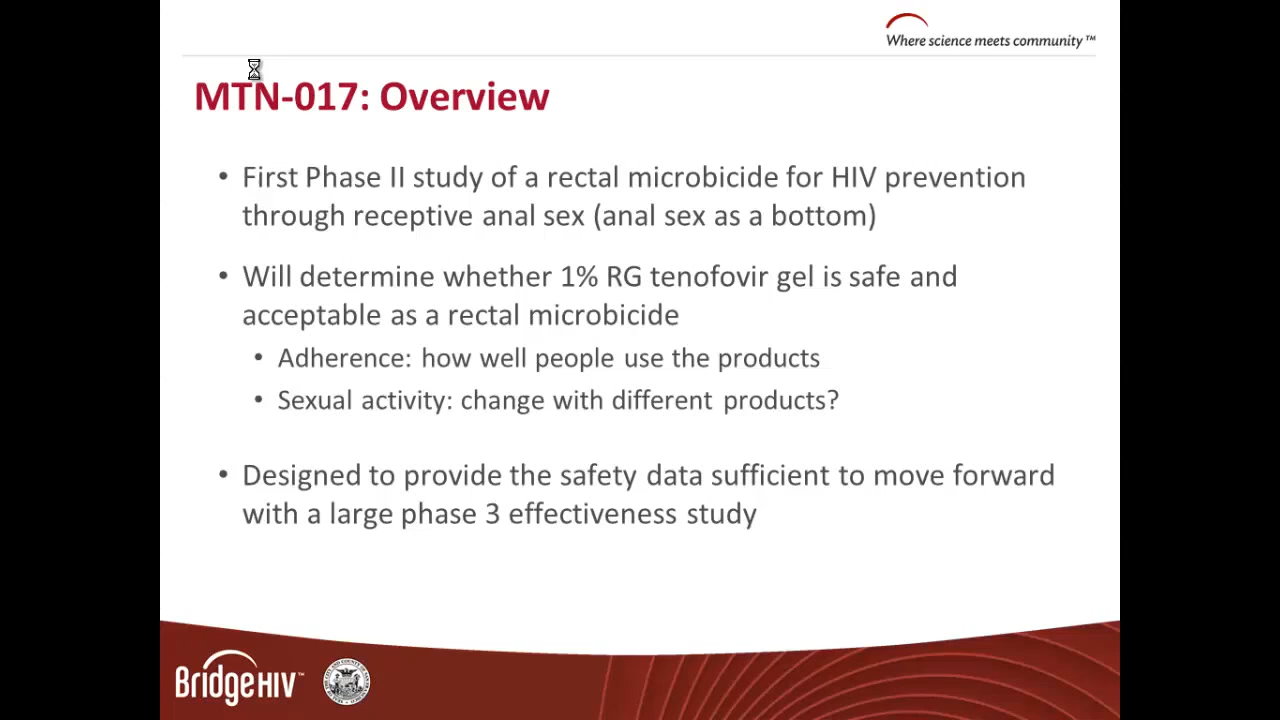 Where science meets community™
MTN-017: Overview
• First Phase II study of a rectal microbicide for HIV prevention
through receptive anal sex (anal sex as a bottom)
• Will determine whether 1% RG tenofovir gel is safe and
acceptable as a rectal microbicide
• Adherence: how well people use the products
• Sexual activity: change with different products?
• Designed to provide the safety data sufficient to move forward
with a large phase 3 effectiveness study
BridgeHIV™